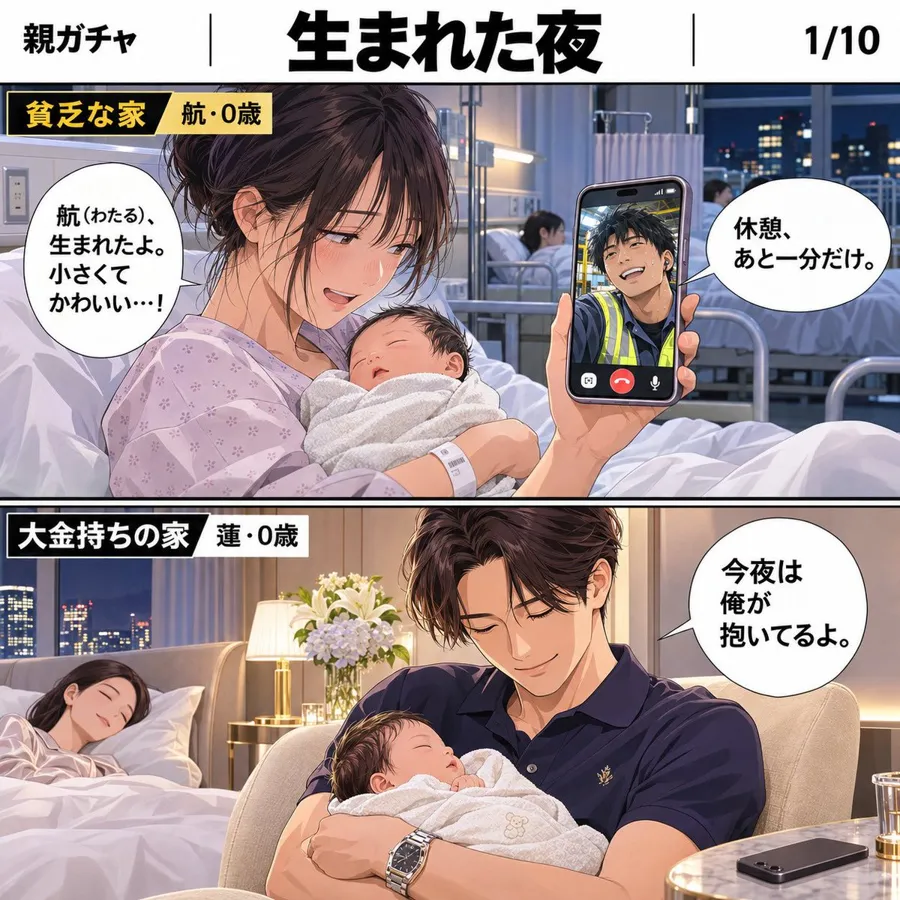 親ガチャ
生まれた夜
1/10
貧乏な家
航・0歳
航(わたる)、
生まれたよ。
小さくて
かわいい…!
休憩、
あと一分だけ。
大金持ちの家
蓮・0歳
今夜は
俺が
抱いてるよ。